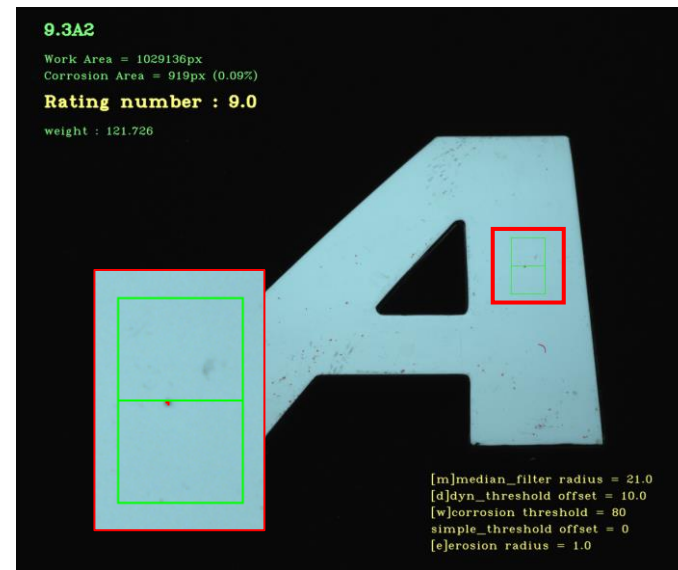 9.3A2
Work Area = 1029136px
Corrosion Area = 919px (0.09%)
Rating number : 9.0
weight : 121.726
[m]median_filter radius = 21.0
[d]dyn_threshold offset = 10.0
[w]corrosion threshold = 80
simple_threshold offset = 0
[e]erosion radius = 1.0